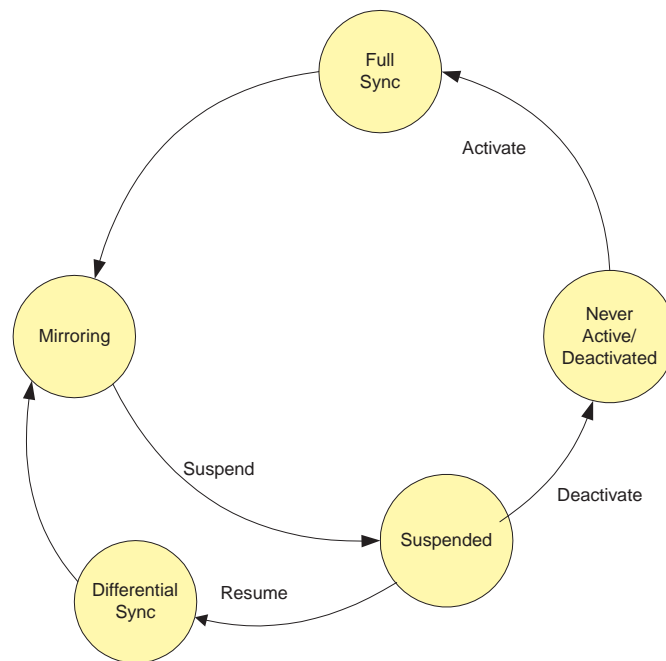 Full
Sync
Activate
Never
Active/
Deactivated
Mirroring
Suspend
Deactivate
Suspended
Resume
Differential
Sync